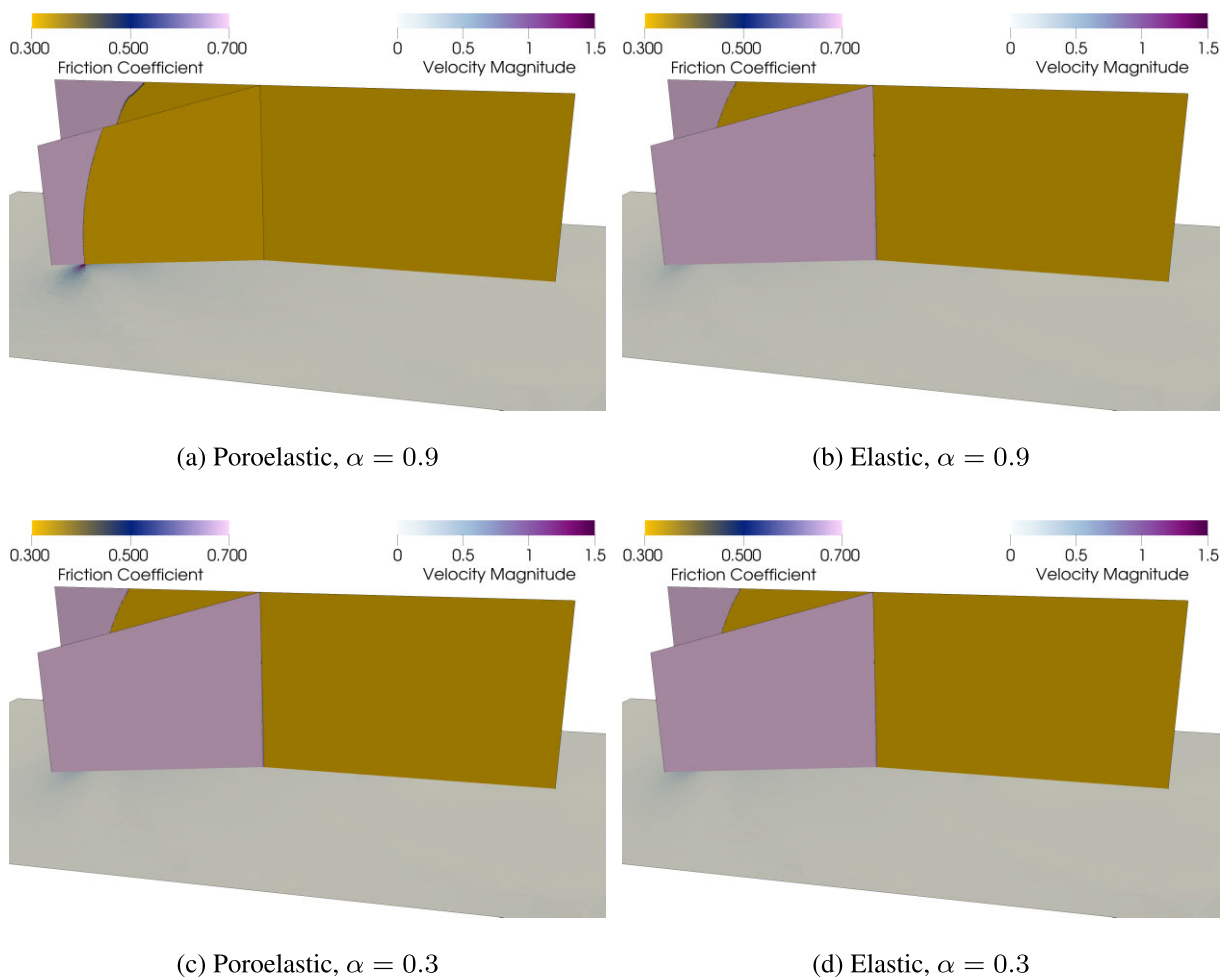 0.300 0.500 0.700 0 0.5 1 1.5
Friction Coefficient Velocity Magnitude
0.300 0.500 0.700 0 0.5 1 1.5
Friction Coefficient Velocity Magnitude
(a) Poroelastic, α = 0.9
(b) Elastic, α = 0.9
0.300 0.500 0.700 0 0.5 1 1.5
Friction Coefficient Velocity Magnitude
0.300 0.500 0.700 0 0.5 1 1.5
Friction Coefficient Velocity Magnitude
(c) Poroelastic, α = 0.3
(d) Elastic, α = 0.3